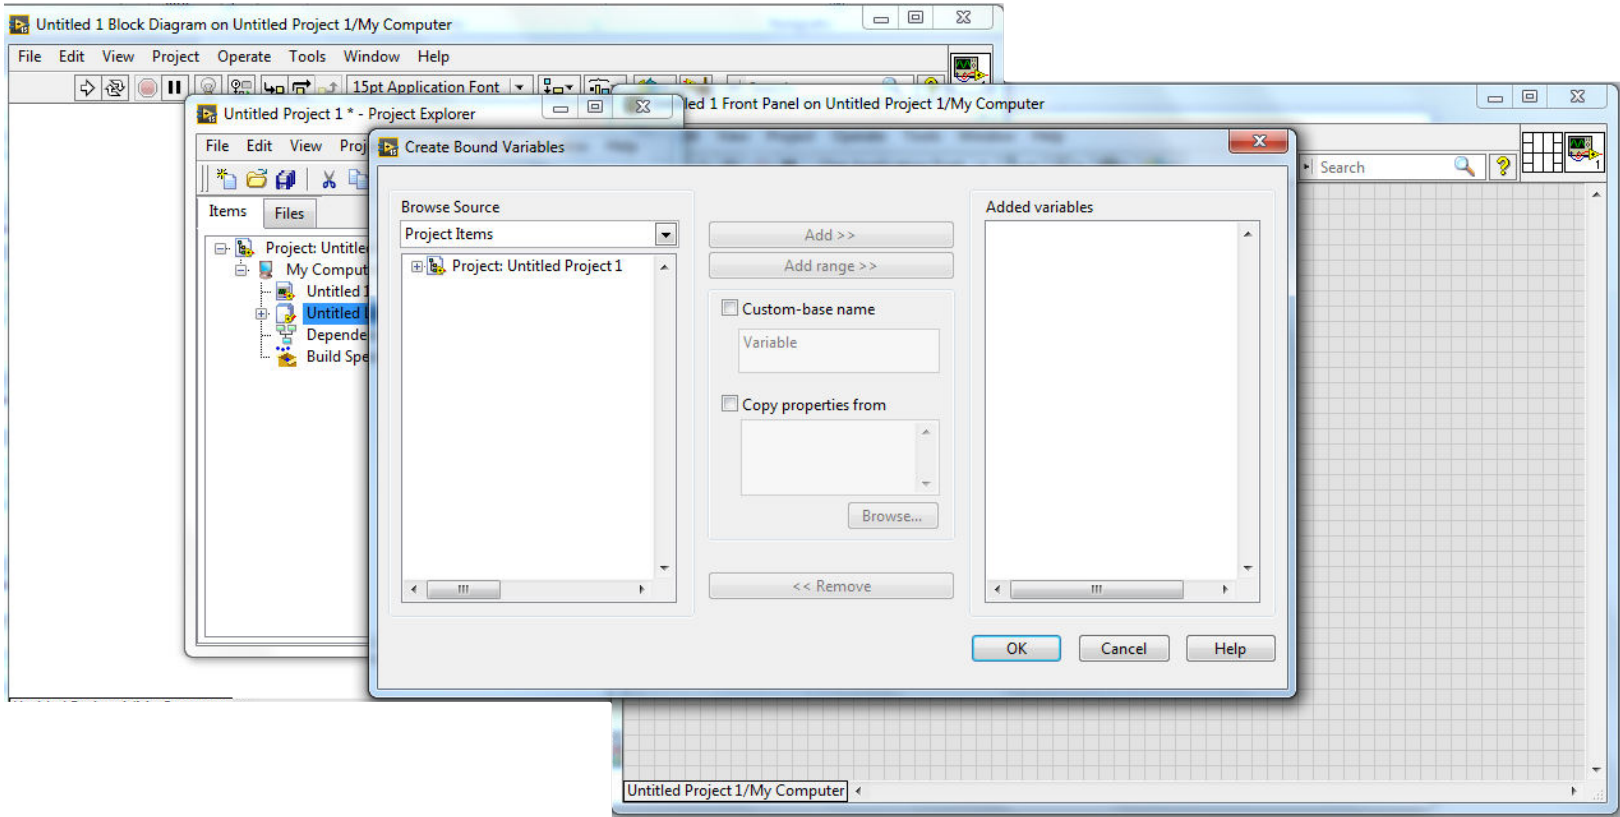 Untitled 1 Block Diagram on Untitled Project 1/My Computer
File Edit View Project Operate Tools Window Help
15pt Application Font
Untitled Project 1 * - Project Explorer
File Edit View Proj
Items Files
Project: Untitle
My Comput
Untitled 1
Untitled L
Depende
Build Spe
led 1 Front Panel on Untitled Project 1/My Computer
Search
1
Create Bound Variables
Browse Source
Project Items
Project: Untitled Project 1
Add >>
Add range >>
Custom-base name
Variable
Copy properties from
Browse...
<< Remove
Added variables
OK Cancel Help
Untitled Project 1/My Computer